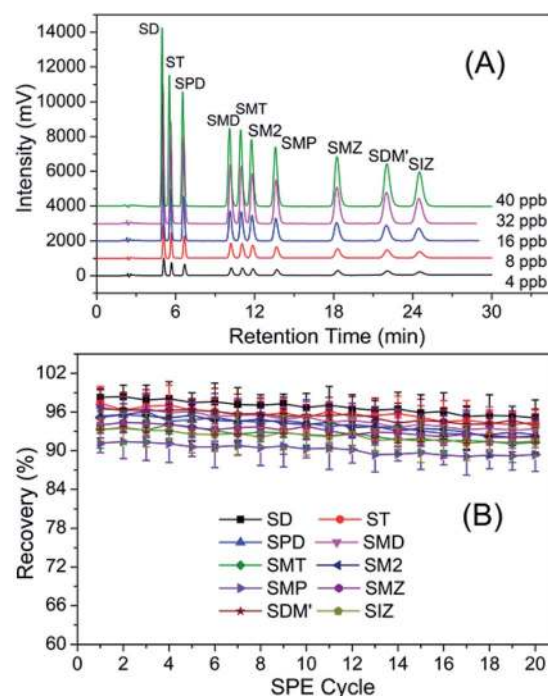 (A)
14000
12000
10000
8000
6000
4000
2000
0
Intensity (mV)
SD
ST
SPD
SMD
SMT
SM2
SMP
SMZ
SDM'
SIZ
40 ppb
32 ppb
16 ppb
8 ppb
4 ppb
0 6 12 18 24 30
Retention Time (min)
(B)
102
96
90
84
78
72
66
60
Recovery (%)
SD ST
SPD SMD
SMT SM2
SMP SMZ
SDM' SIZ
0 2 4 6 8 10 12 14 16 18 20
SPE Cycle